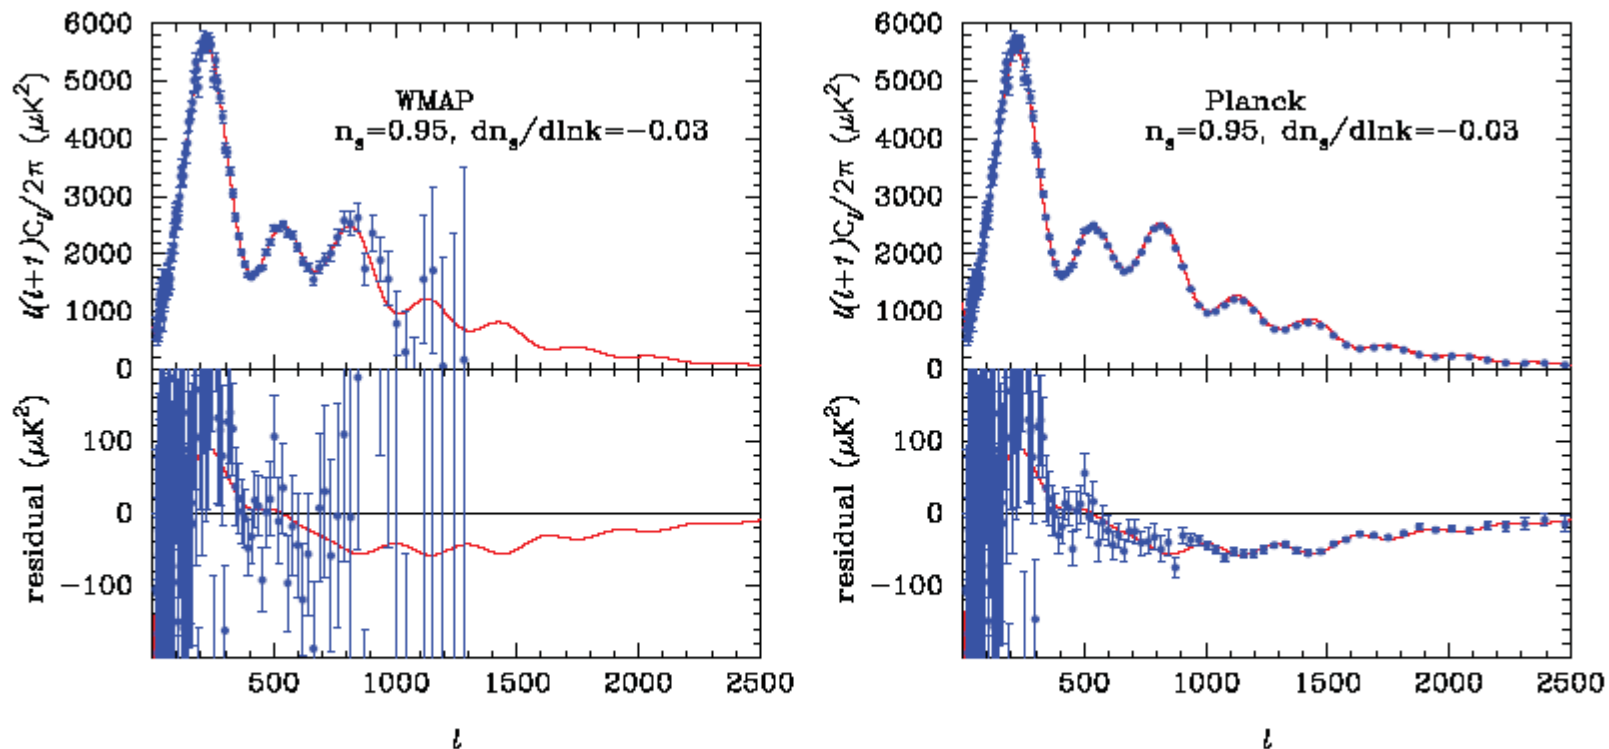 6000
5000
4000
3000
2000
1000
0
100
0
−100
ℓ(ℓ+1)Cℓ/2π (μK²)
residual (μK²)
WMAP
nₛ=0.95, dnₛ/dlnk=−0.03
500 1000 1500 2000 2500
ℓ
6000
5000
4000
3000
2000
1000
0
100
0
−100
ℓ(ℓ+1)Cℓ/2π (μK²)
residual (μK²)
Planck
nₛ=0.95, dnₛ/dlnk=−0.03
500 1000 1500 2000 2500
ℓ